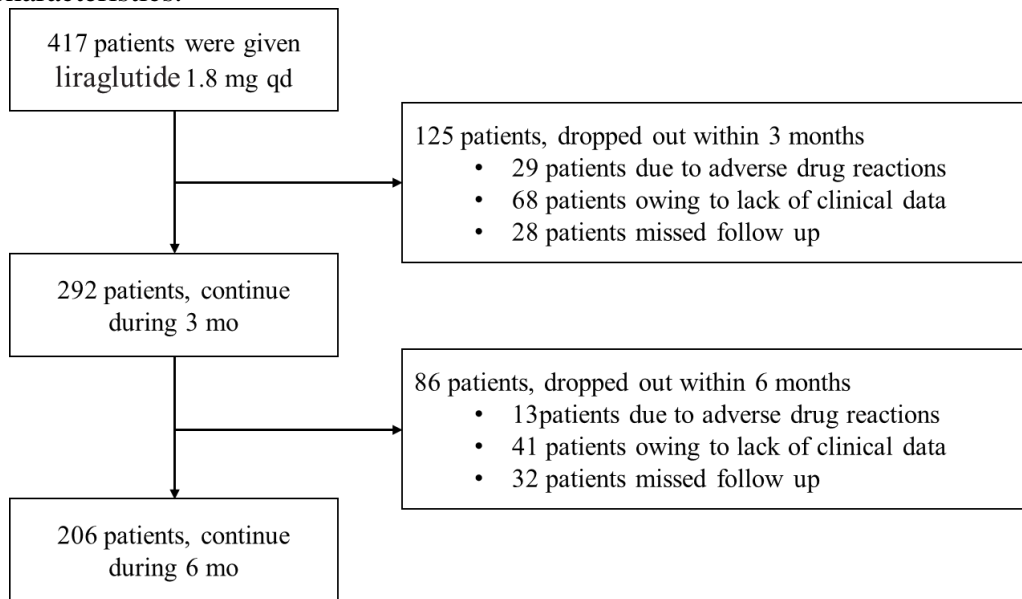 characteristics.
417 patients were given
liraglutide 1.8 mg qd
125 patients, dropped out within 3 months
• 29 patients due to adverse drug reactions
• 68 patients owing to lack of clinical data
• 28 patients missed follow up
292 patients, continue
during 3 mo
86 patients, dropped out within 6 months
• 13patients due to adverse drug reactions
• 41 patients owing to lack of clinical data
• 32 patients missed follow up
206 patients, continue
during 6 mo